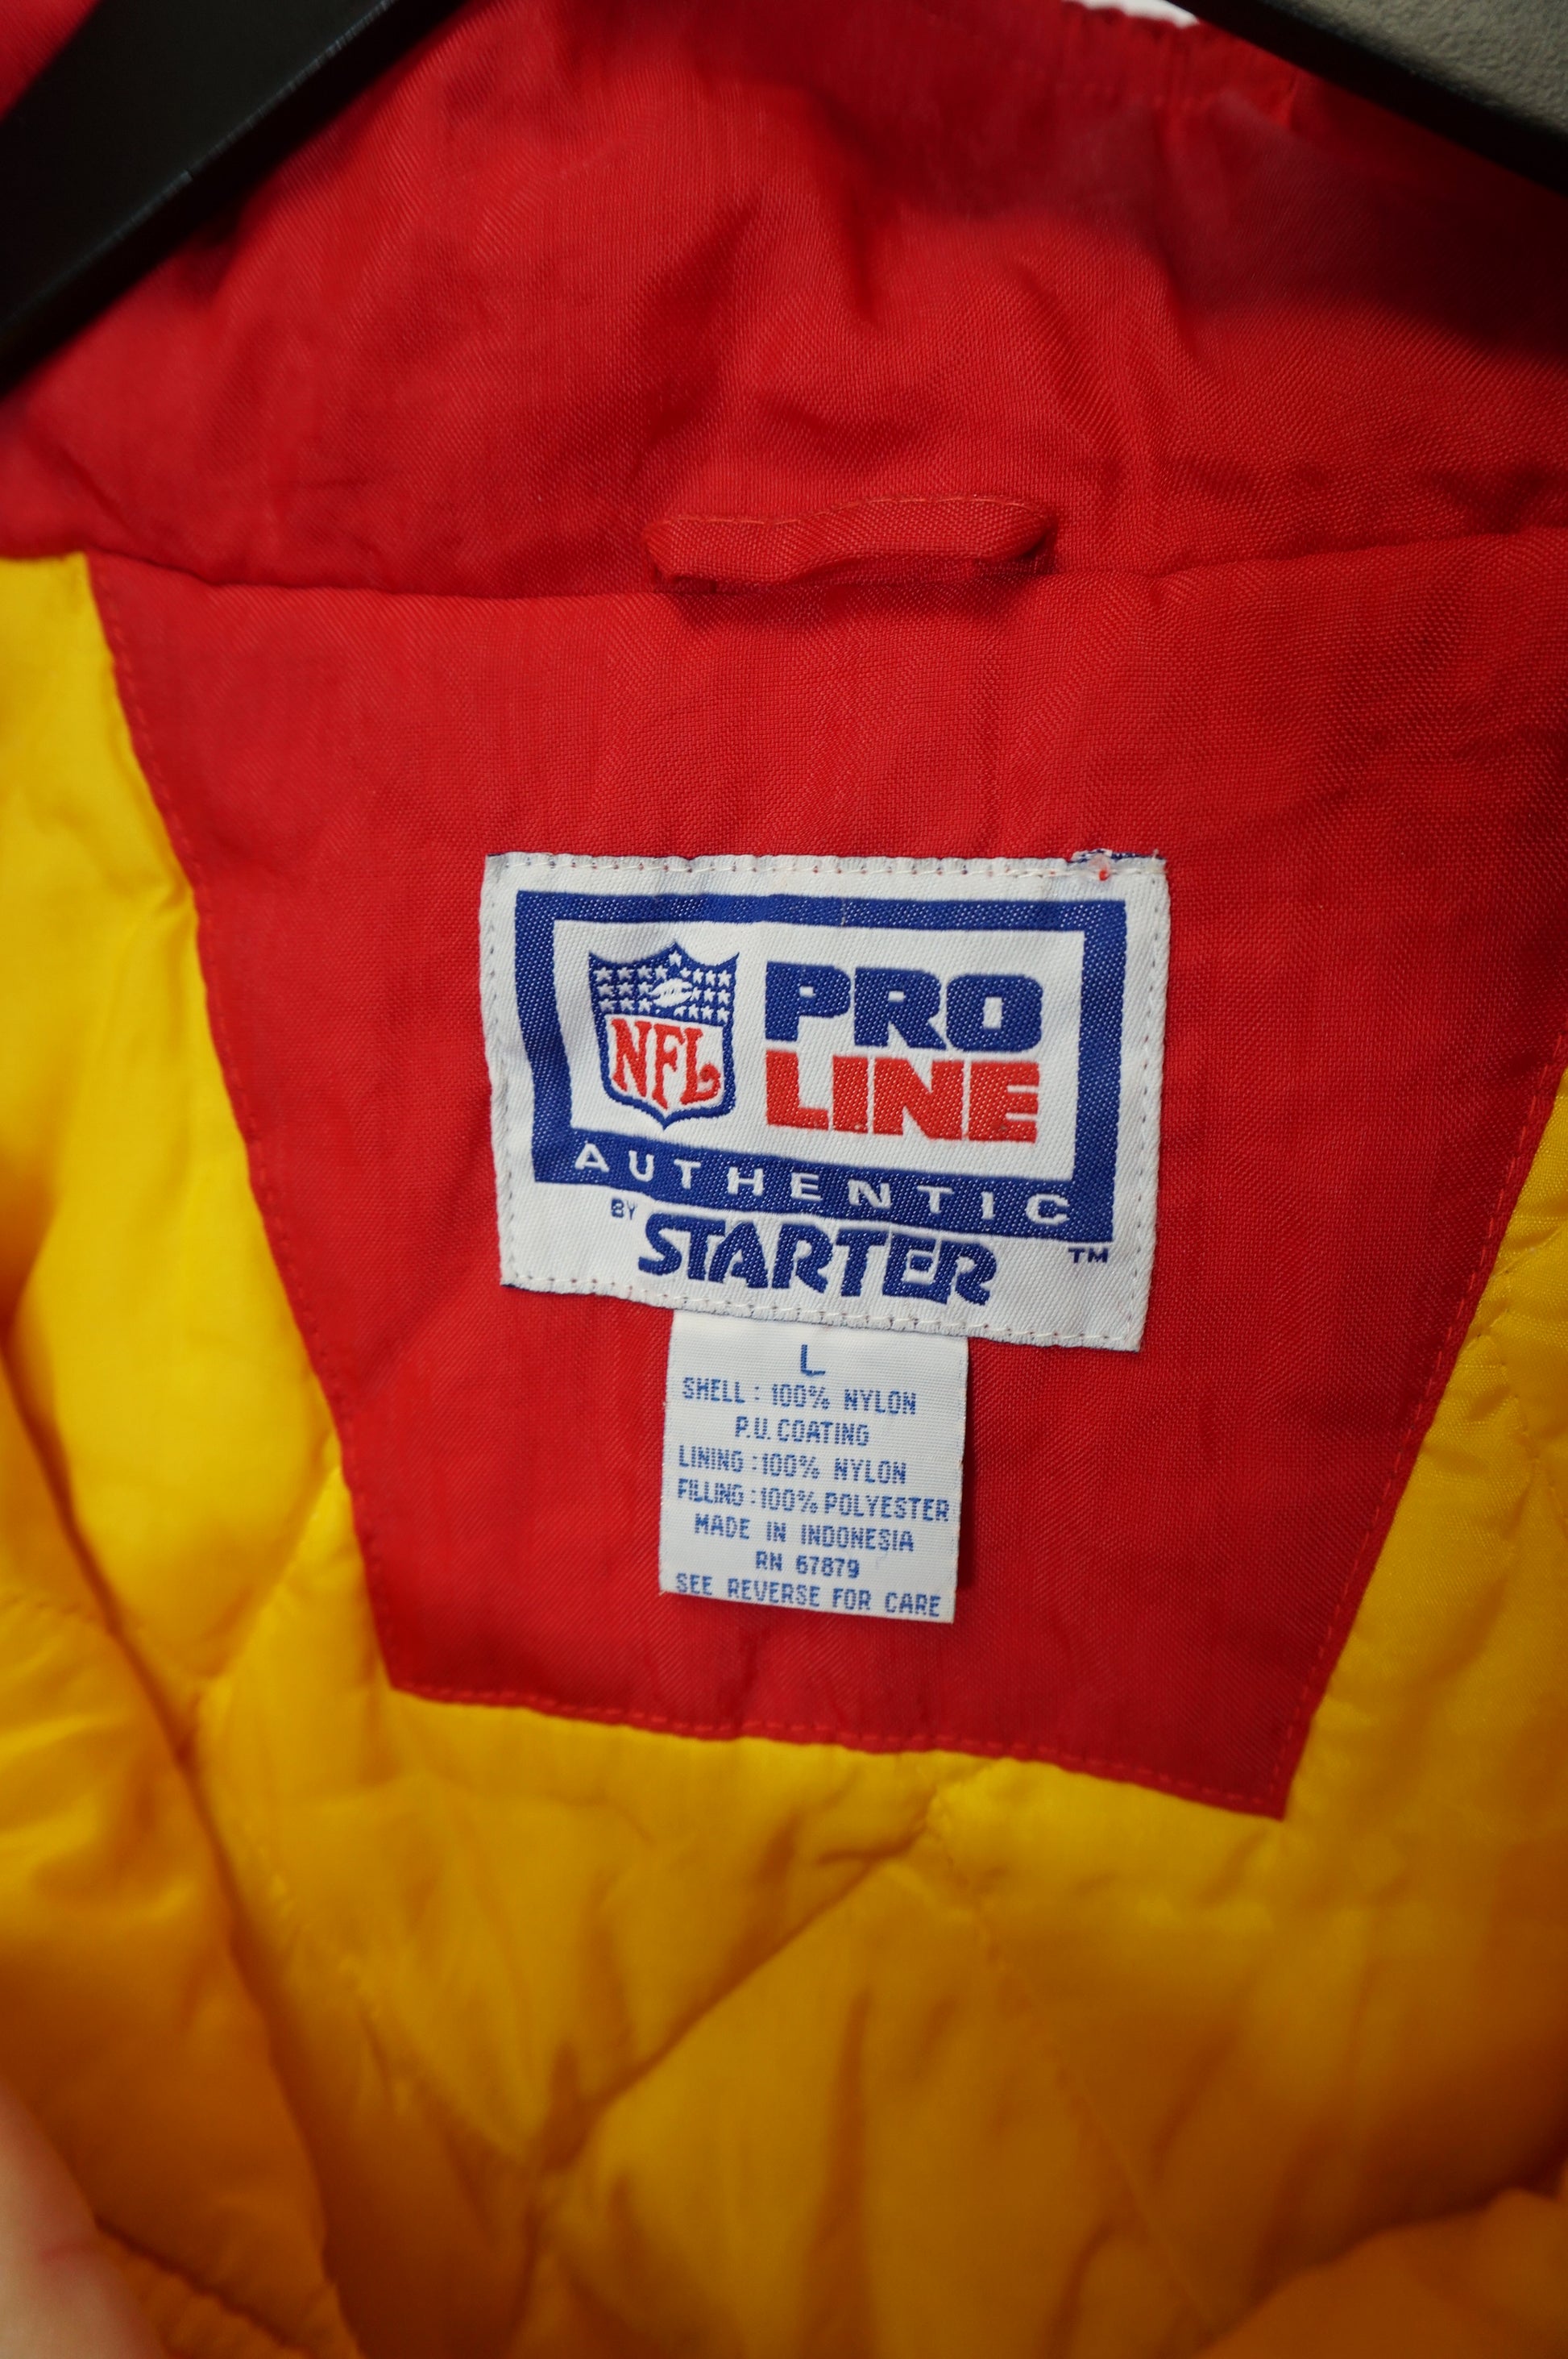 NFL
PRO
LINE
AUTHENTIC
BY STARTER TM
L
SHELL : 100% NYLON
P.U. COATING
LINING : 100% NYLON
FILLING : 100% POLYESTER
MADE IN INDONESIA
RN 67879
SEE REVERSE FOR CARE